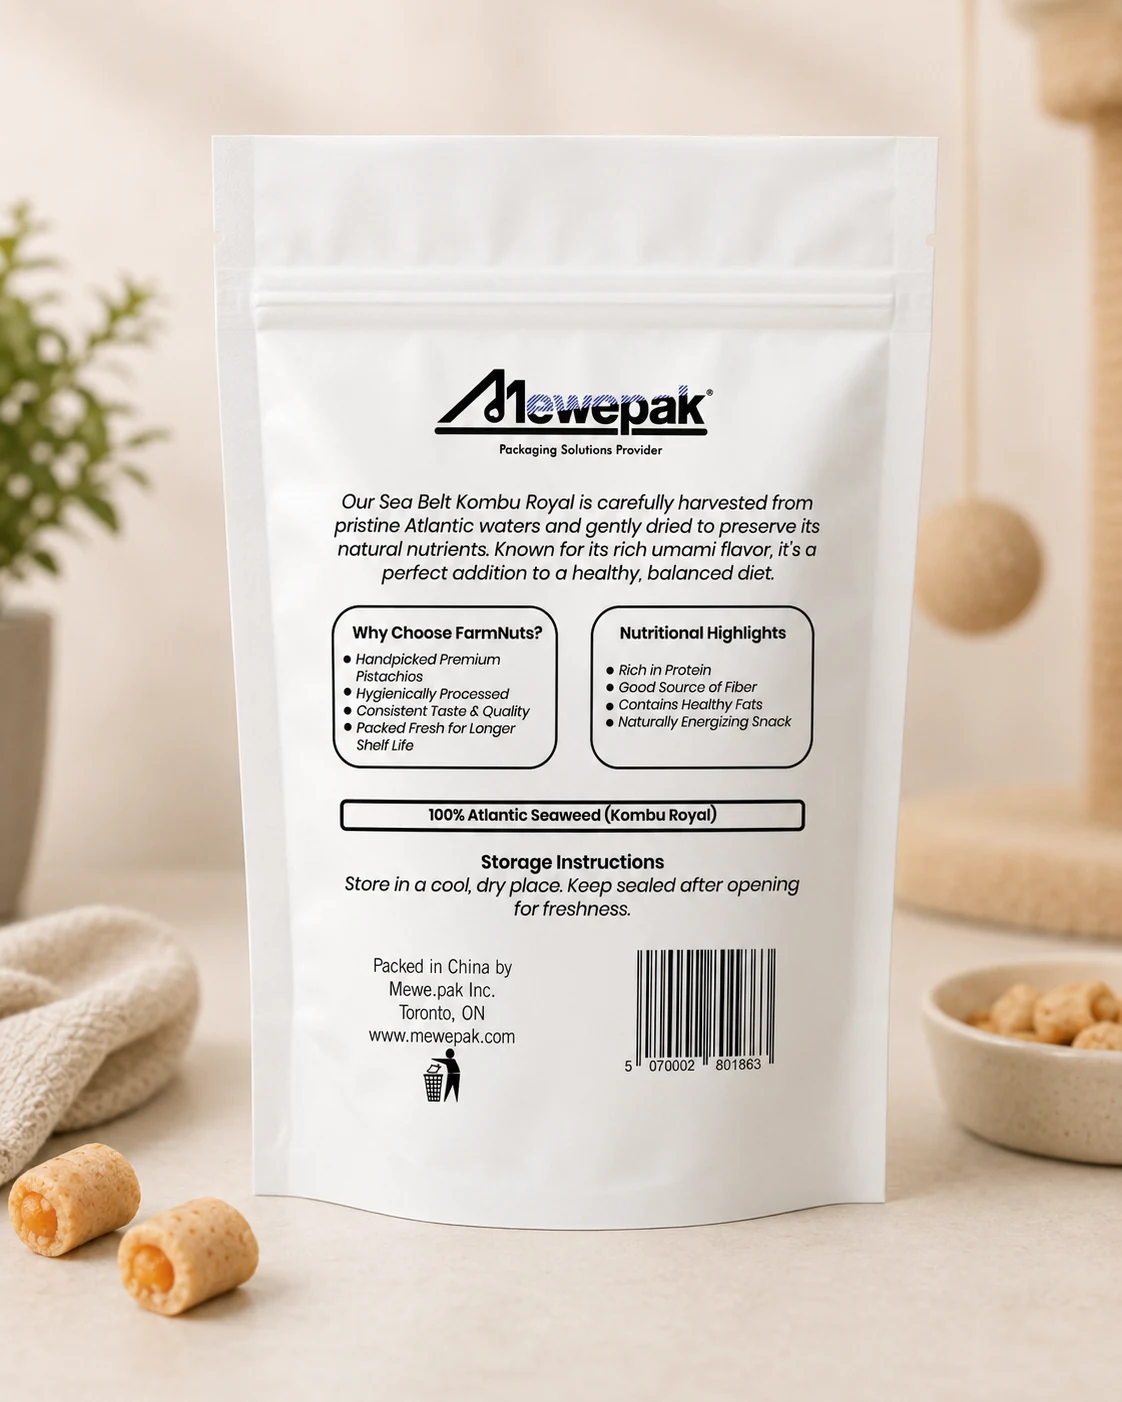 Mewepak®
Packaging Solutions Provider
Our Sea Belt Kombu Royal is carefully harvested from
pristine Atlantic waters and gently dried to preserve its
natural nutrients. Known for its rich umami flavor, it's a
perfect addition to a healthy, balanced diet.
Why Choose FarmNuts?
● Handpicked Premium
Pistachios
● Hygienically Processed
● Consistent Taste & Quality
● Packed Fresh for Longer
Shelf Life
Nutritional Highlights
● Rich in Protein
● Good Source of Fiber
● Contains Healthy Fats
● Naturally Energizing Snack
100% Atlantic Seaweed (Kombu Royal)
Storage Instructions
Store in a cool, dry place. Keep sealed after opening
for freshness.
Packed in China by
Mewe.pak Inc.
Toronto, ON
www.mewepak.com
5 070002 801863